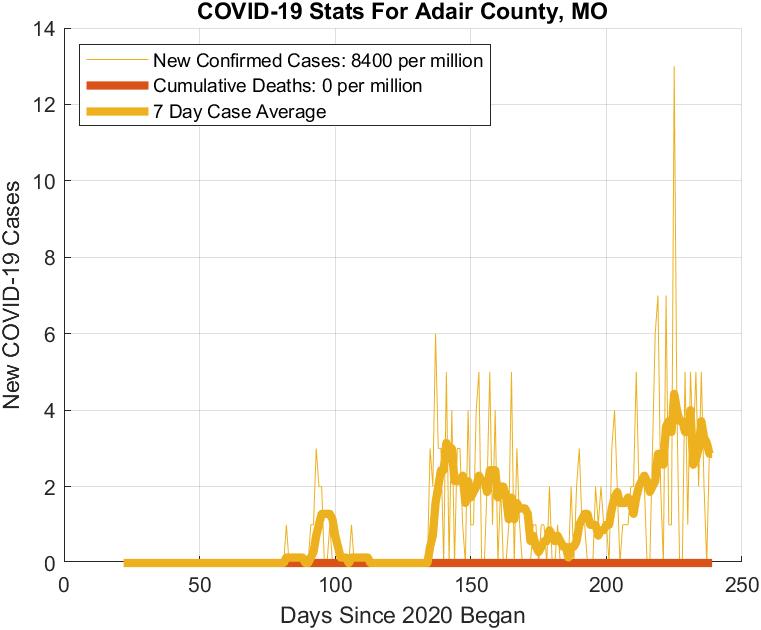 COVID-19 Stats For Adair County, MO
14
12
10
8
6
4
2
0
New COVID-19 Cases
New Confirmed Cases: 8400 per million
Cumulative Deaths: 0 per million
7 Day Case Average
0 50 100 150 200 250
Days Since 2020 Began